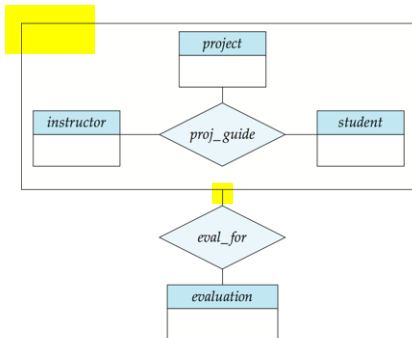 project
instructor
proj_guide
student
eval_for
evaluation